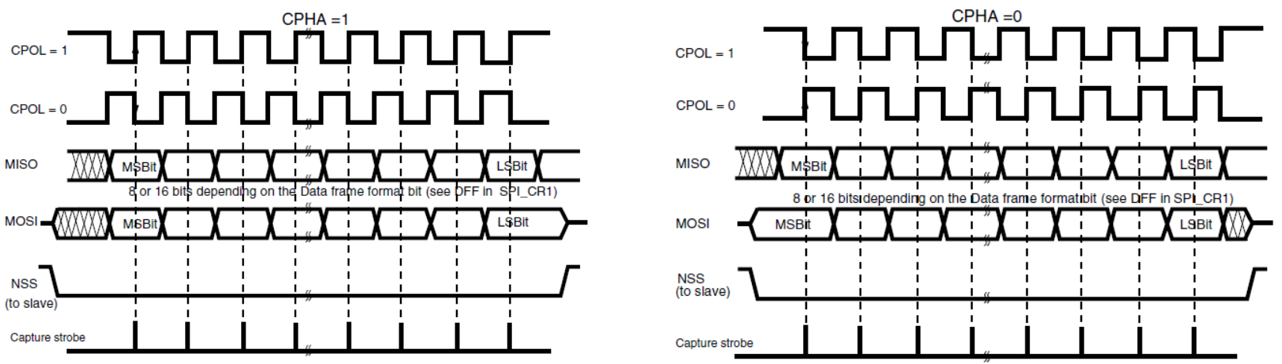 CPHA =1
CPOL = 1
CPOL = 0
MISO
MSBit
LSBit
8 or 16 bits depending on the Data frame format bit (see DFF in SPI_CR1)
MOSI
MSBit
LSBit
NSS
(to slave)
Capture strobe
CPHA =0
CPOL = 1
CPOL = 0
MISO
MSBit
LSBit
8 or 16 bits depending on the Data frame format bit (see DFF in SPI_CR1)
MOSI
MSBit
LSBit
NSS
(to slave)
Capture strobe